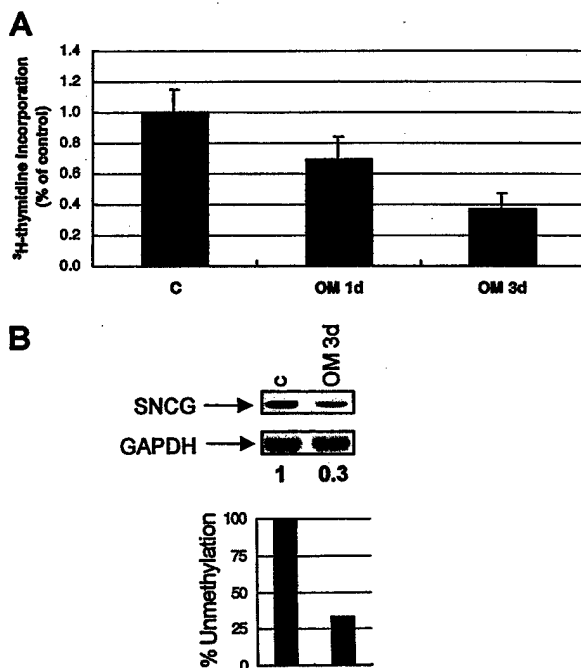 A
³H-thymidine incorporation
(% of control)
1.4
1.2
1.0
0.8
0.6
0.4
0.2
0.0
C
OM 1d
OM 3d
B
c
OM 3d
SNCG
GAPDH
1
0.3
% Unmethylation
100
75
50
25